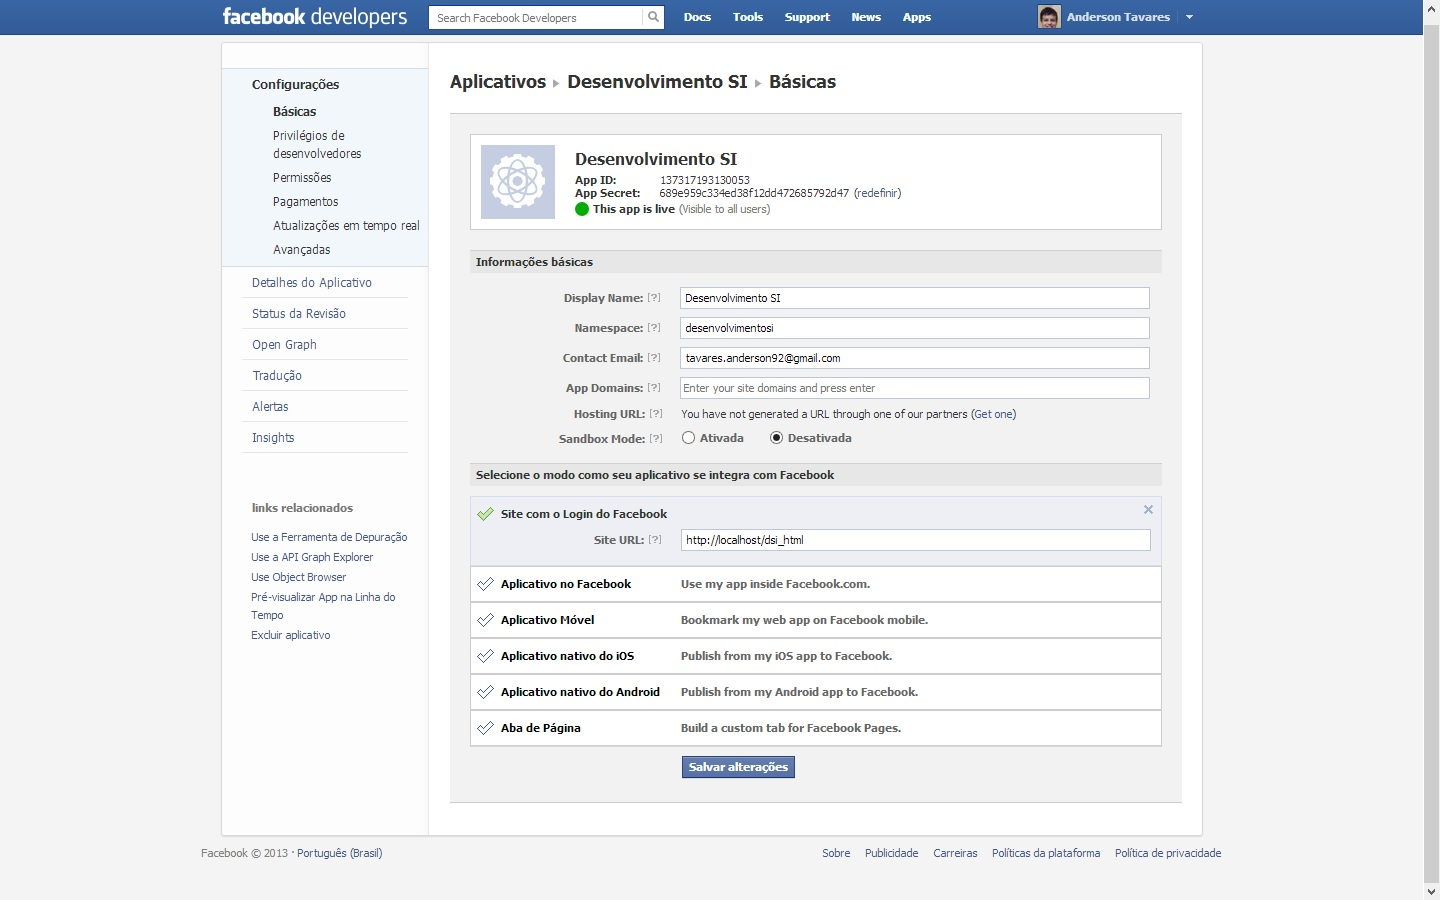 facebook developers
Search Facebook Developers
Docs Tools Support News Apps
Anderson Tavares
Configurações
Básicas
Privilégios de
desenvolvedores
Permissões
Pagamentos
Atualizações em tempo real
Avançadas
Detalhes do Aplicativo
Status da Revisão
Open Graph
Tradução
Alertas
Insights
links relacionados
Use a Ferramenta de Depuração
Use a API Graph Explorer
Use Object Browser
Pré-visualizar App na Linha do
Tempo
Excluir aplicativo
Aplicativos ▸ Desenvolvimento SI ▸ Básicas
Desenvolvimento SI
App ID: 137317193130053
App Secret: 689e959c334ed38f12dd472685792d47 (redefinir)
This app is live (Visible to all users)
Informações básicas
Display Name: [?] Desenvolvimento SI
Namespace: [?] desenvolvimentosi
Contact Email: [?] tavares.anderson92@gmail.com
App Domains: [?] Enter your site domains and press enter
Hosting URL: [?] You have not generated a URL through one of our partners (Get one)
Sandbox Mode: [?] Ativada Desativada
Selecione o modo como seu aplicativo se integra com Facebook
Site com o Login do Facebook
Site URL: [?] http://localhost/dsi_html
Aplicativo no Facebook Use my app inside Facebook.com.
Aplicativo Móvel Bookmark my web app on Facebook mobile.
Aplicativo nativo do iOS Publish from my iOS app to Facebook.
Aplicativo nativo do Android Publish from my Android app to Facebook.
Aba de Página Build a custom tab for Facebook Pages.
Salvar alterações
Facebook © 2013 · Português (Brasil)
Sobre Publicidade Carreiras Políticas da plataforma Política de privacidade